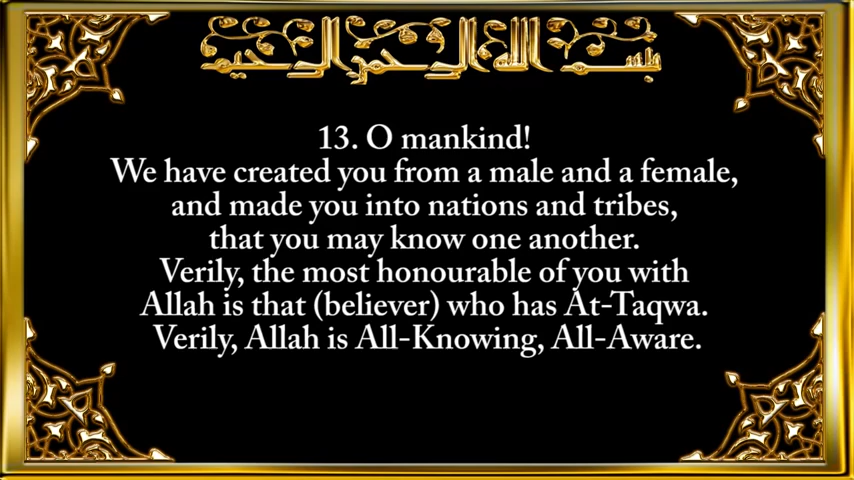 بسم الله الرحمن الرحيم
13. O mankind!
We have created you from a male and a female,
and made you into nations and tribes,
that you may know one another.
Verily, the most honourable of you with
Allah is that (believer) who has At-Taqwa.
Verily, Allah is All-Knowing, All-Aware.